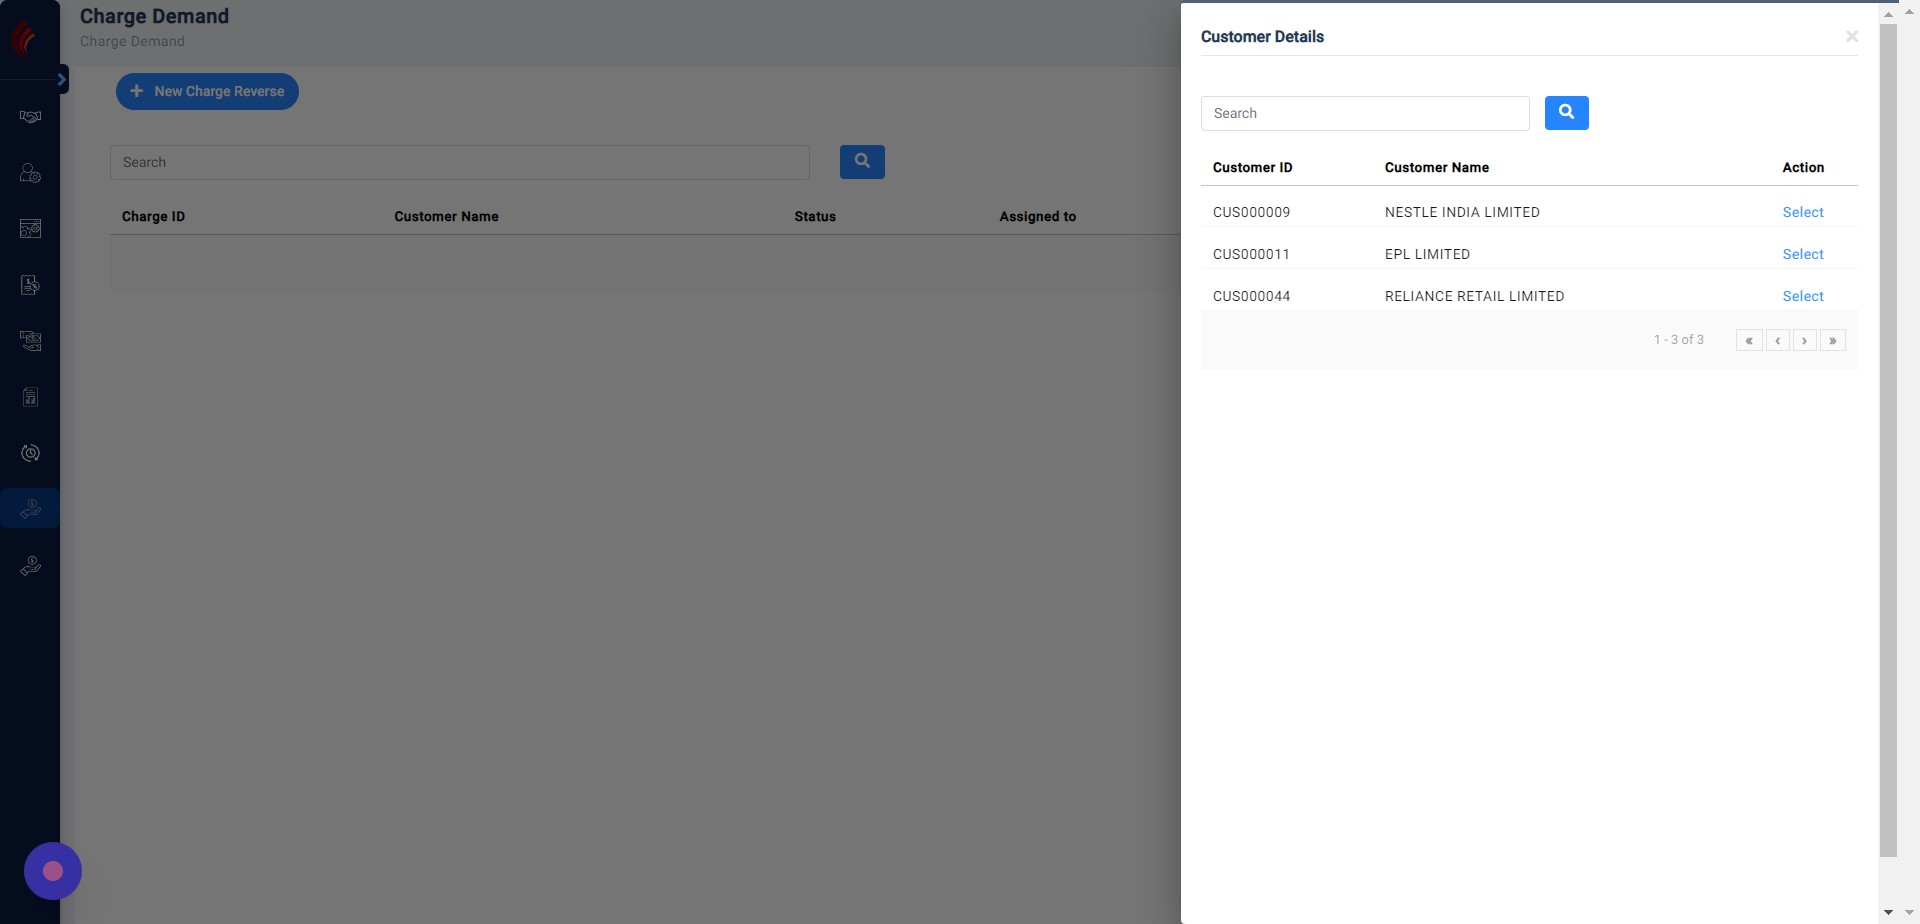 Charge Demand
Charge Demand
New Charge Reverse
Search
Charge ID Customer Name Status Assigned to
Customer Details ×
Search
Customer ID Customer Name Action
CUS000009 NESTLE INDIA LIMITED Select
CUS000011 EPL LIMITED Select
CUS000044 RELIANCE RETAIL LIMITED Select
1 - 3 of 3 « ‹ › »